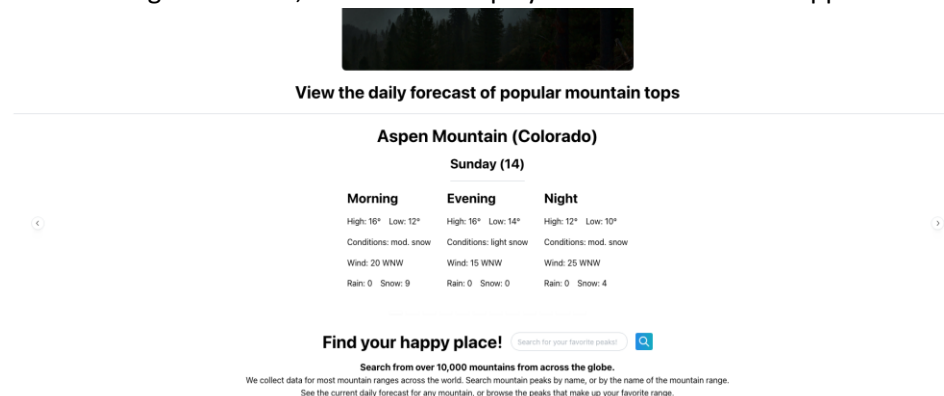 View the daily forecast of popular mountain tops
Aspen Mountain (Colorado)
Sunday (14)
Morning Evening Night
High: 16° Low: 12° High: 16° Low: 14° High: 12° Low: 10°
Conditions: mod. snow Conditions: light snow Conditions: mod. snow
Wind: 20 WNW Wind: 15 WNW Wind: 25 WNW
Rain: 0 Snow: 9 Rain: 0 Snow: 0 Rain: 0 Snow: 4
Find your happy place! Search for your favorite peaks!
Search from over 10,000 mountains from across the globe.
We collect data for most mountain ranges across the world. Search mountain peaks by name, or by the name of the mountain range.
See the current daily forecast for any mountain, or browse the peaks that make up your favorite range.